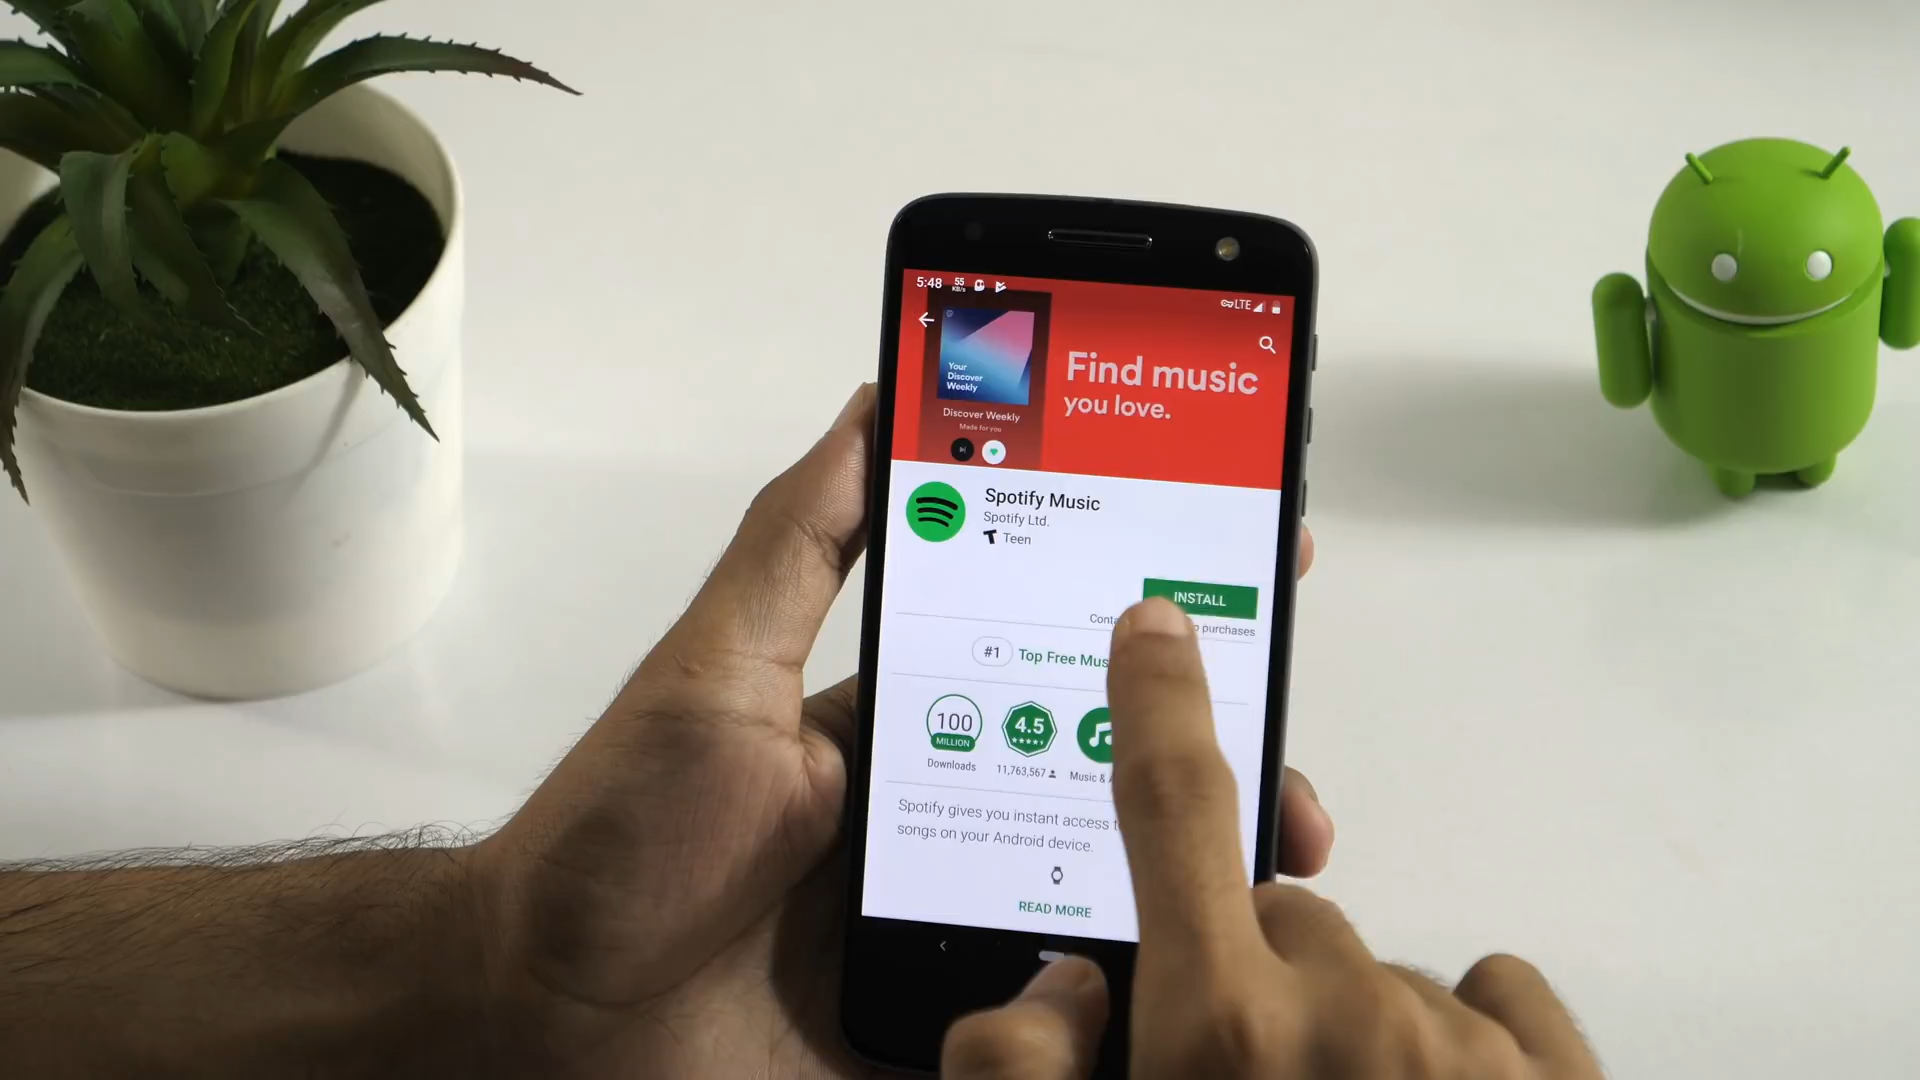 5:48
55
KB/s
LTE
Your
Discover
Weekly
Discover Weekly
Made for you
Find music
you love.
Spotify Music
Spotify Ltd.
T Teen
INSTALL
purchases
#1 Top Free
100
MILLION
Downloads
4.5
11,763,567
Music &
Spotify gives you instant access
songs on your Android device.
READ MORE